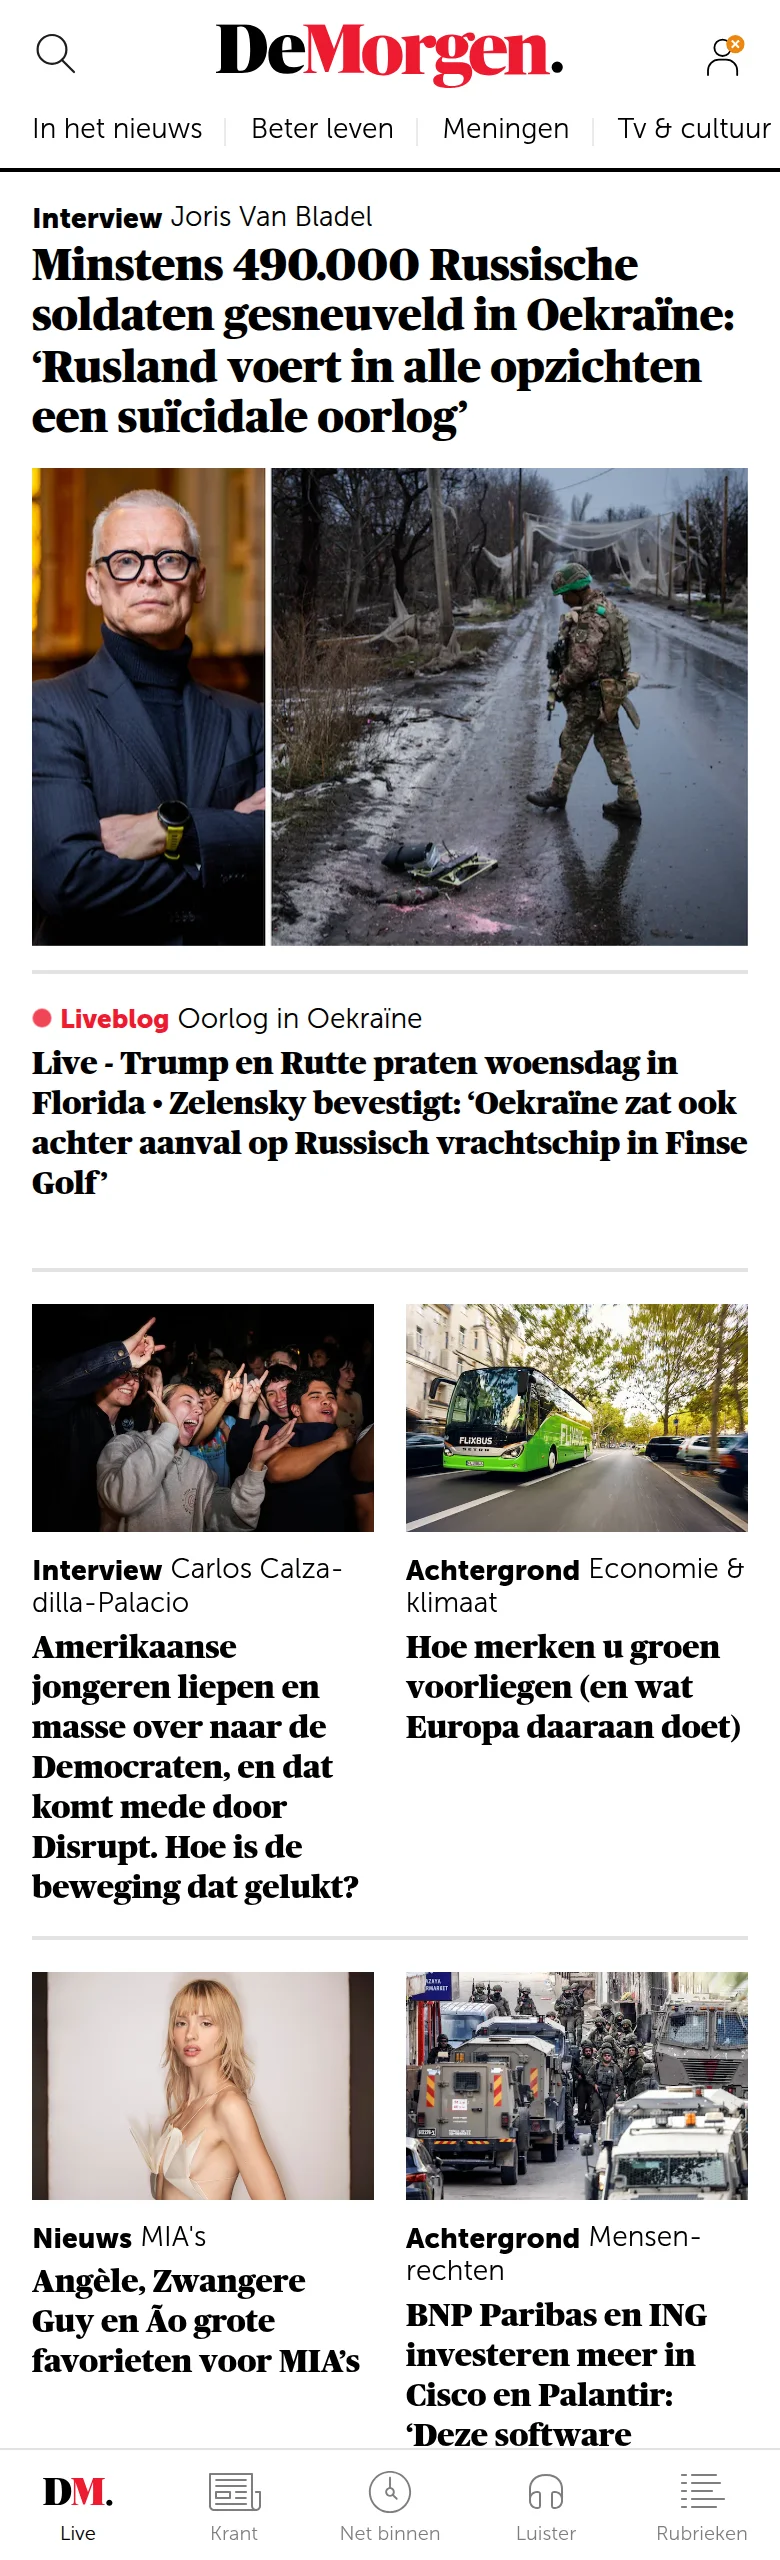 DeMorgen.
In het nieuws
Beter leven
Meningen
Tv & cultuur
Interview Joris Van Bladel
Minstens 490.000 Russische
soldaten gesneuveld in Oekraïne:
‘Rusland voert in alle opzichten
een suïcidale oorlog’
Liveblog Oorlog in Oekraïne
Live - Trump en Rutte praten woensdag in
Florida • Zelensky bevestigt: ‘Oekraïne zat ook
achter aanval op Russisch vrachtschip in Finse
Golf’
FLIXBUS
Interview Carlos Calza-
dilla-Palacio
Amerikaanse
jongeren liepen en
masse over naar de
Democraten, en dat
komt mede door
Disrupt. Hoe is de
beweging dat gelukt?
Achtergrond Economie &
klimaat
Hoe merken u groen
voorliegen (en wat
Europa daaraan doet)
Nieuws MIA's
Angèle, Zwangere
Guy en Ão grote
favorieten voor MIA’s
Achtergrond Mensen-
rechten
BNP Paribas en ING
investeren meer in
Cisco en Palantir:
‘Deze software
DM.
Live
Krant
Net binnen
Luister
Rubrieken